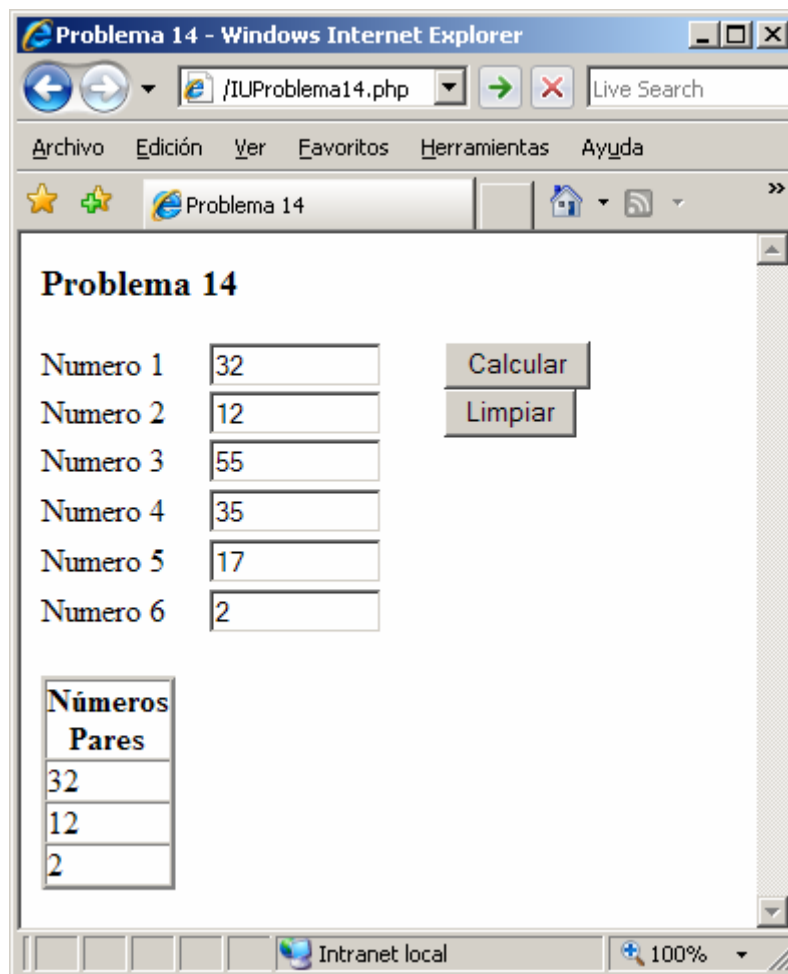 Problema 14 - Windows Internet Explorer
/IUProblema14.php
Live Search
Archivo Edición Ver Favoritos Herramientas Ayuda
Problema 14
»
Problema 14
Numero 1 32 Calcular
Numero 2 12 Limpiar
Numero 3 55
Numero 4 35
Numero 5 17
Numero 6 2
Números
Pares
32
12
2
Intranet local 100%